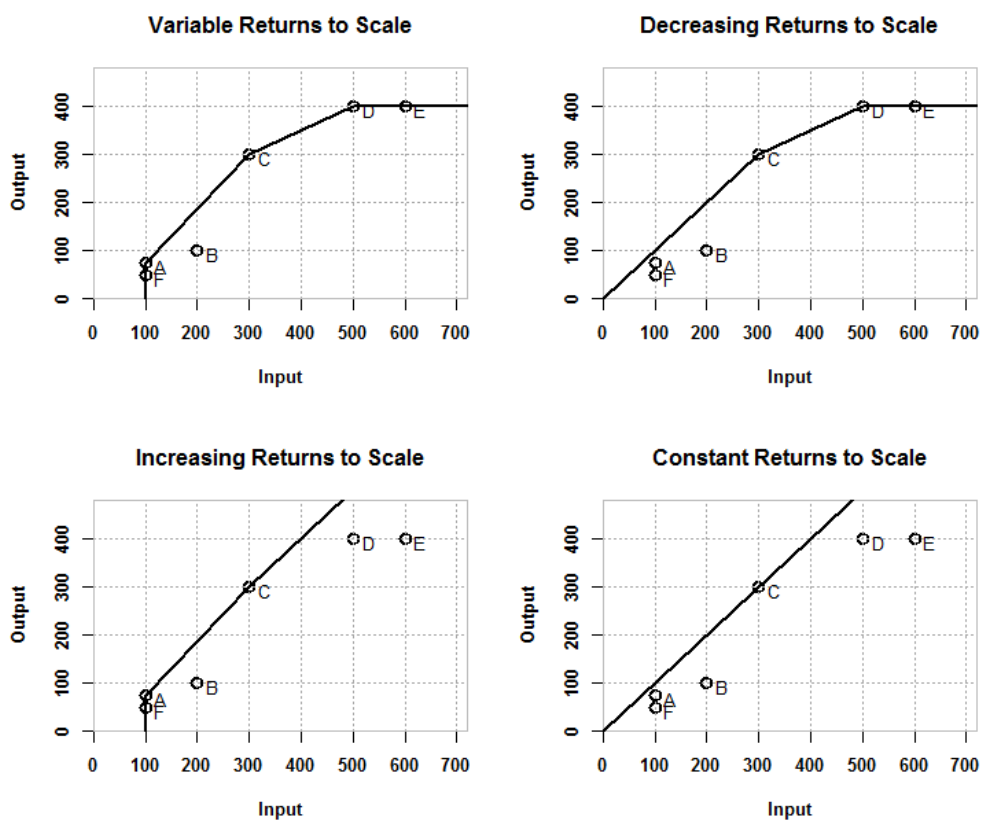 Variable Returns to Scale
Output
400
300
200
100
0
A
F
B
C
D
E
0 100 200 300 400 500 600 700
Input
Decreasing Returns to Scale
Output
400
300
200
100
0
A
F
B
C
D
E
0 100 200 300 400 500 600 700
Input
Increasing Returns to Scale
Output
400
300
200
100
0
A
F
B
C
D
E
0 100 200 300 400 500 600 700
Input
Constant Returns to Scale
Output
400
300
200
100
0
A
F
B
C
D
E
0 100 200 300 400 500 600 700
Input